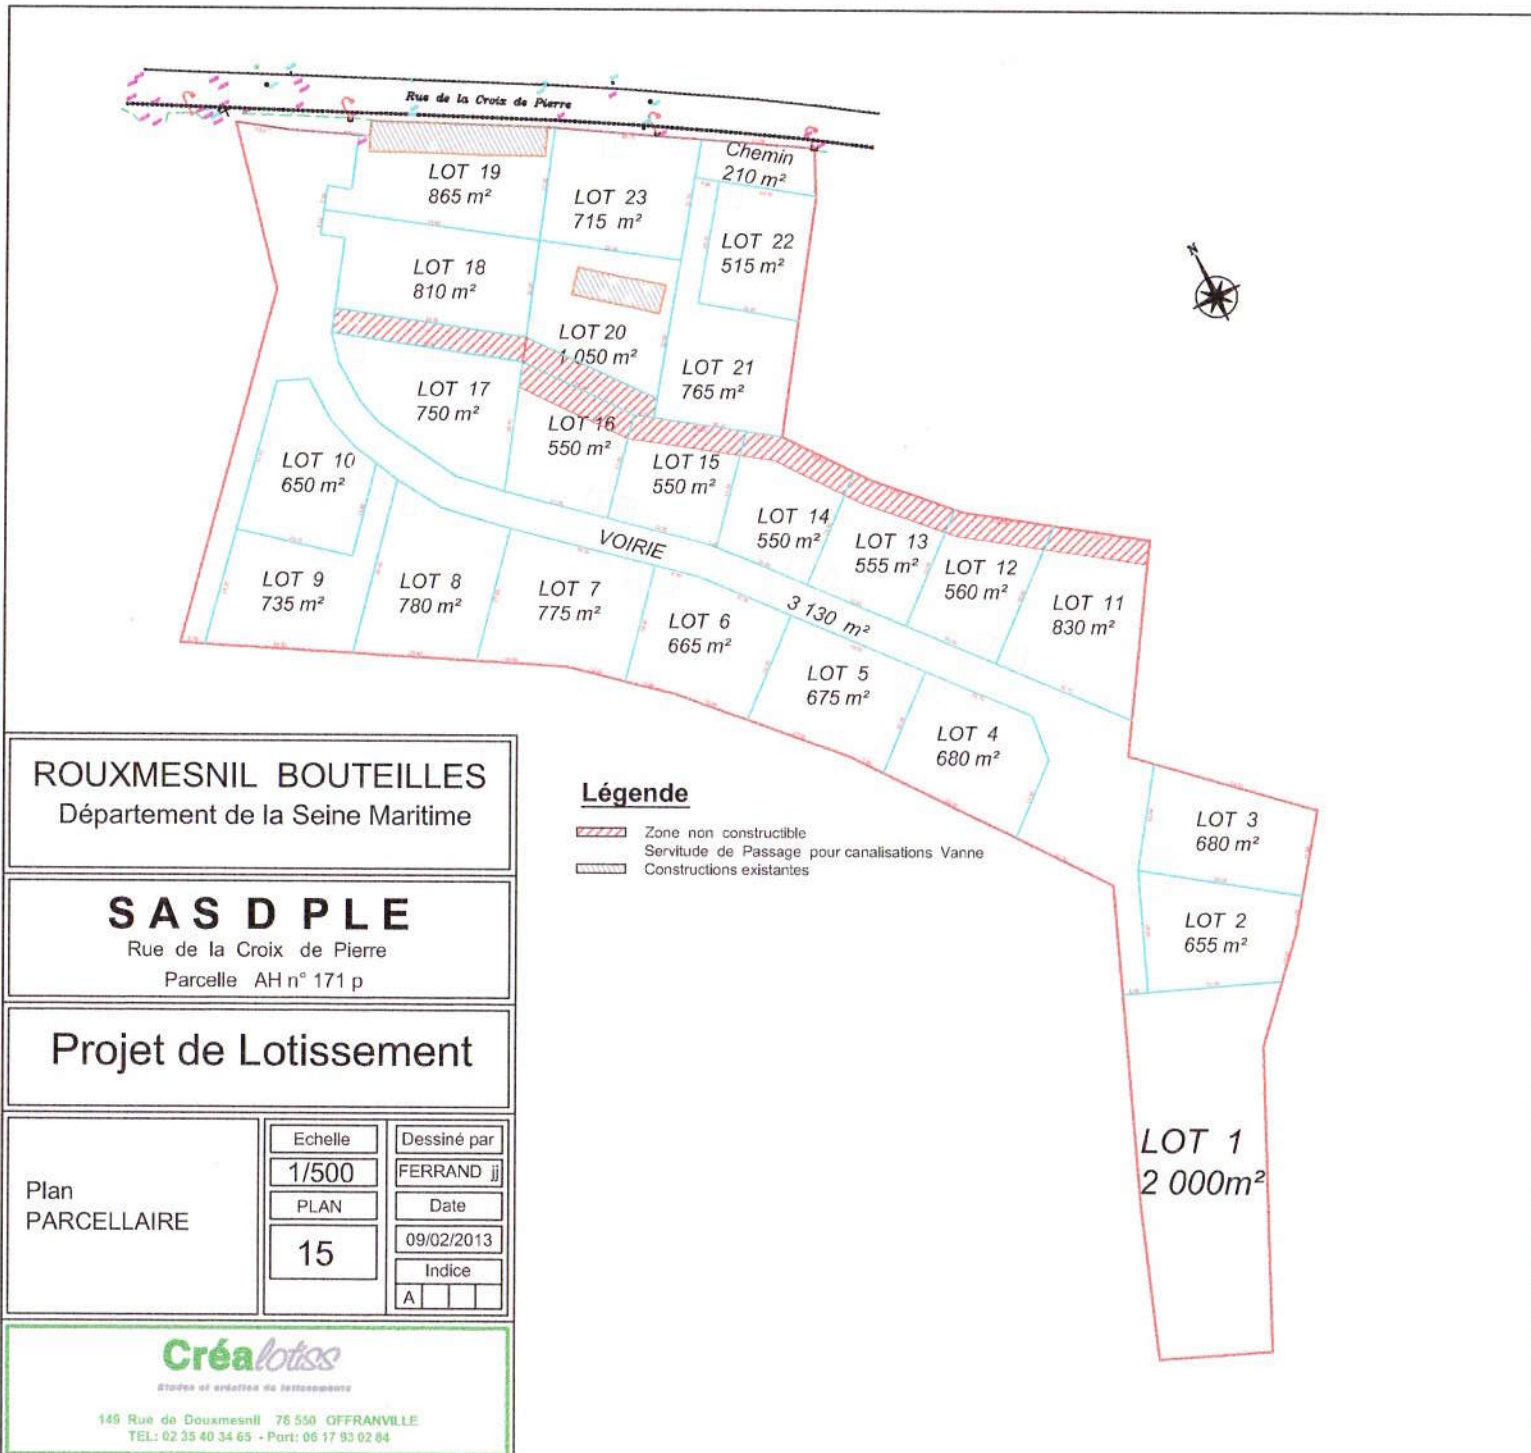 Rue de la Croix de Pierre
Chemin
210 m²
LOT 19
865 m²
LOT 23
715 m²
LOT 22
515 m²
LOT 18
810 m²
LOT 20
1 050 m²
LOT 21
765 m²
LOT 17
750 m²
LOT 16
550 m²
LOT 15
550 m²
LOT 10
650 m²
LOT 14
550 m²
LOT 13
555 m²
LOT 12
560 m²
LOT 11
830 m²
VOIRIE
3 130 m²
LOT 9
735 m²
LOT 8
780 m²
LOT 7
775 m²
LOT 6
665 m²
LOT 5
675 m²
LOT 4
680 m²
LOT 3
680 m²
LOT 2
655 m²
LOT 1
2 000m²
N
Légende
Zone non constructible
Servitude de Passage pour canalisations Vanne
Constructions existantes
ROUXMESNIL BOUTEILLES
Département de la Seine Maritime
SAS D PLE
Rue de la Croix de Pierre
Parcelle AH n° 171 p
Projet de Lotissement
Plan
PARCELLAIRE
Echelle
1/500
PLAN
15
Dessiné par
FERRAND jj
Date
09/02/2013
Indice
A
Créalotiss
Etudes et création de lotissements
149 Rue de Douxmesnil 76 550 OFFRANVILLE
TEL: 02 35 40 34 65 - Port: 06 17 93 02 84